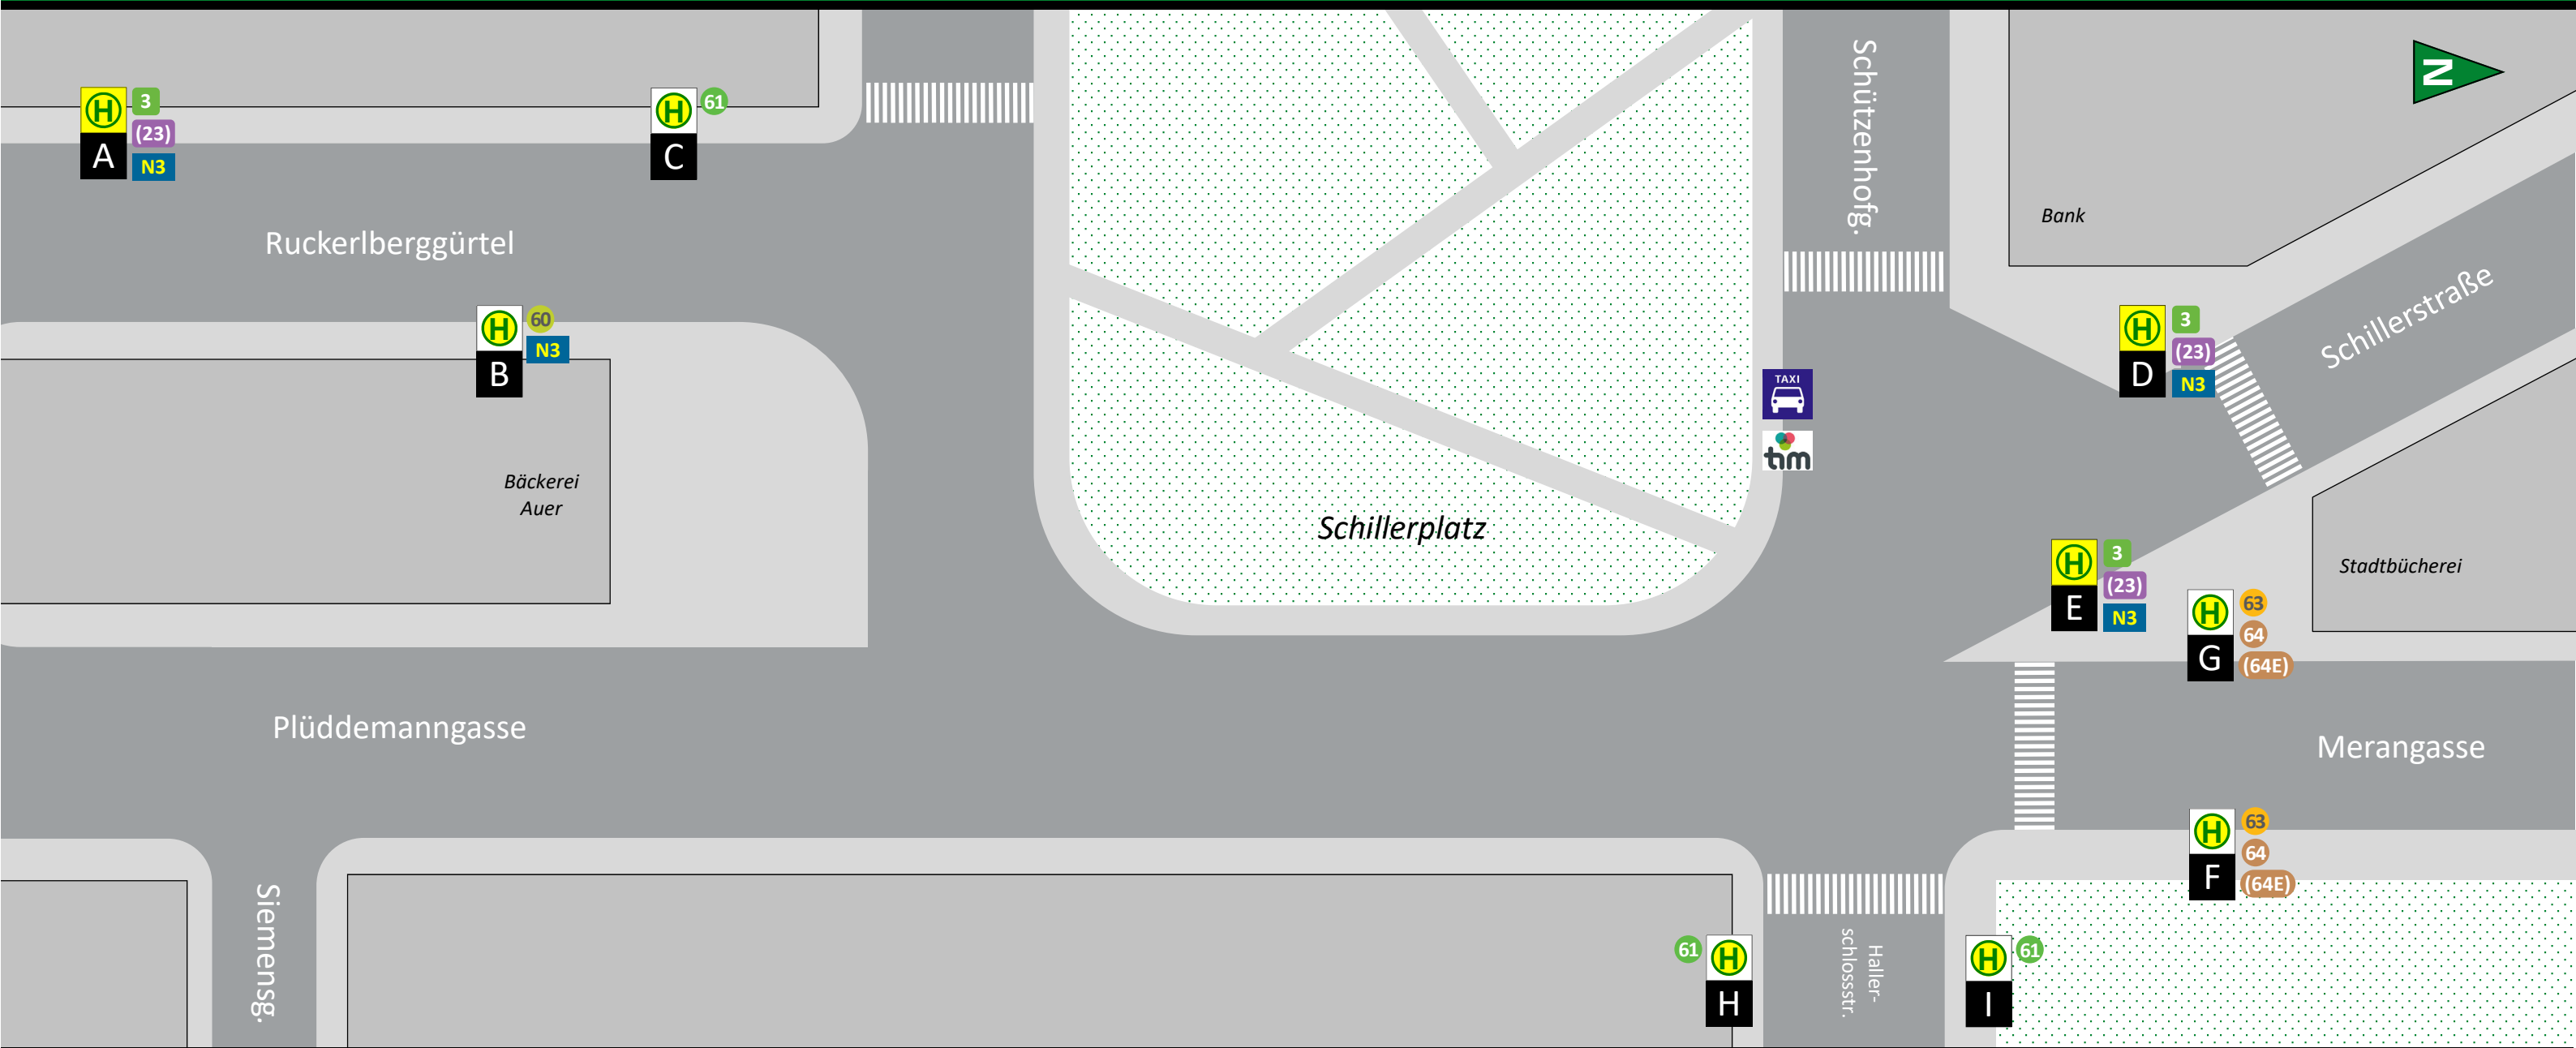 H
A
3
(23)
N3
H
C
61
Schützenhofg.
N
Bank
Ruckerlberggürtel
H
B
60
N3
H
D
3
(23)
N3
Schillerstraße
TAXI
tim
Bäckerei
Auer
Schillerplatz
H
E
3
(23)
N3
Stadtbücherei
H
G
63
64
(64E)
Plüddemanngasse
Merangasse
H
F
63
64
(64E)
Siemensg.
61
H
H
Haller-
schlossstr.
H
I
61